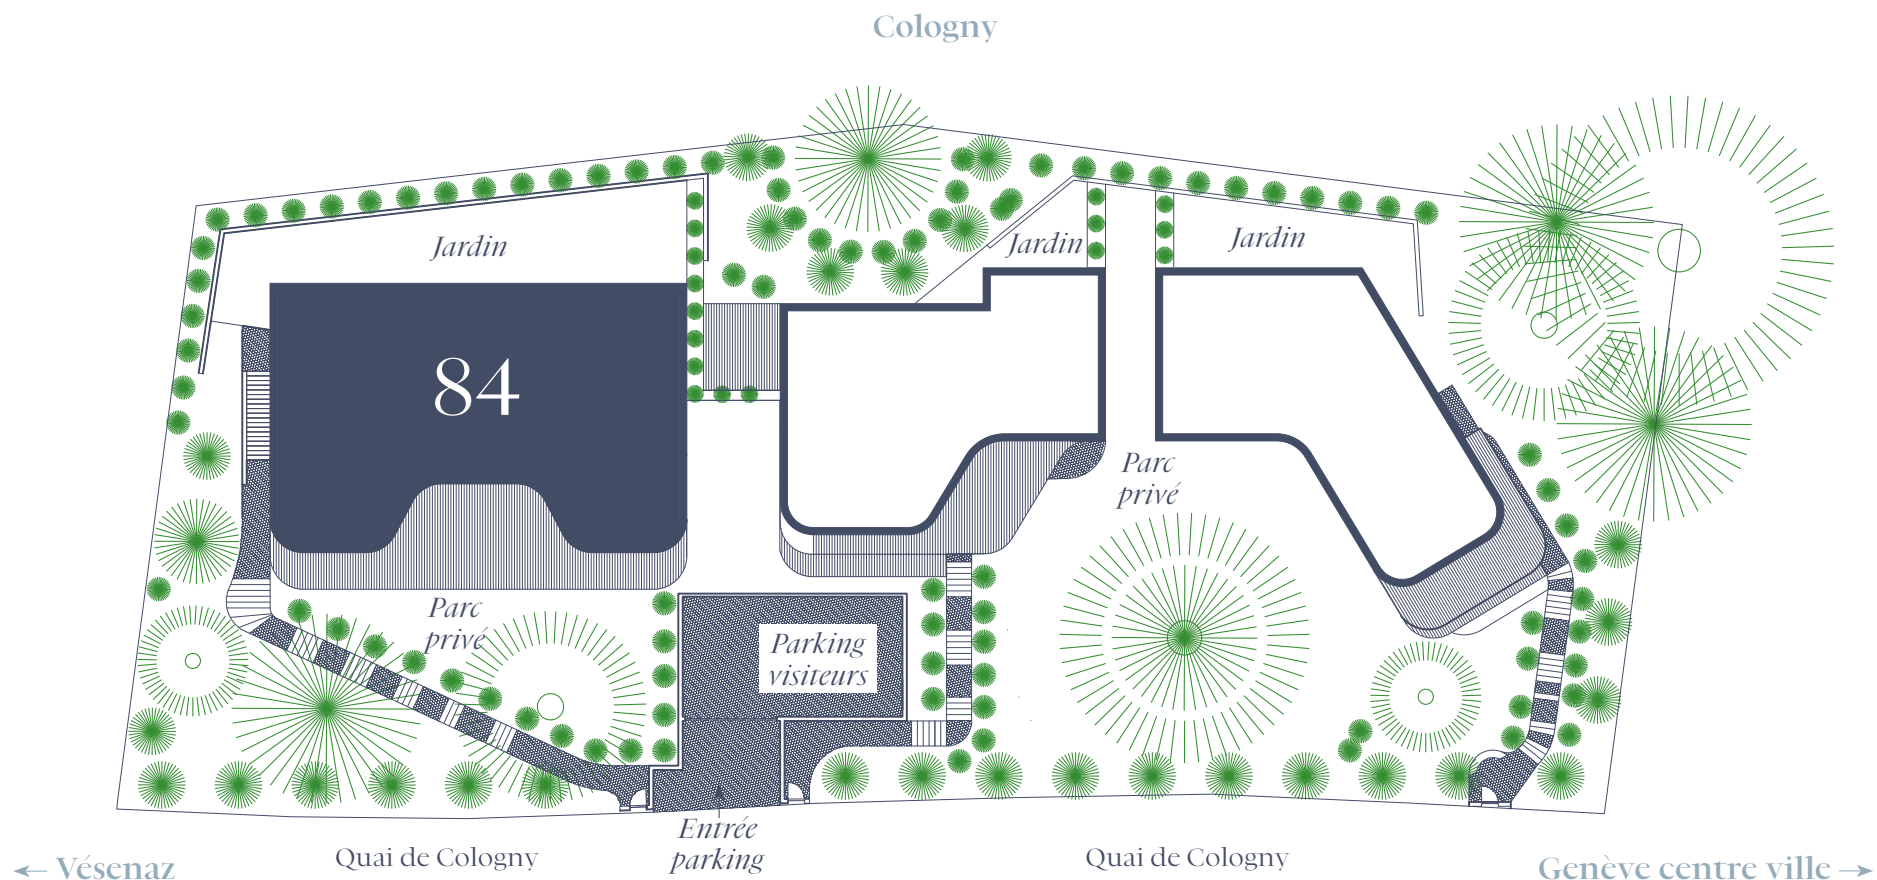 Cologny
Jardin
Jardin
Jardin
84
Parc
privé
Parc
privé
Parking
visiteurs
Entrée
parking
← Vésenaz
Quai de Cologny
Quai de Cologny
Genève centre ville →